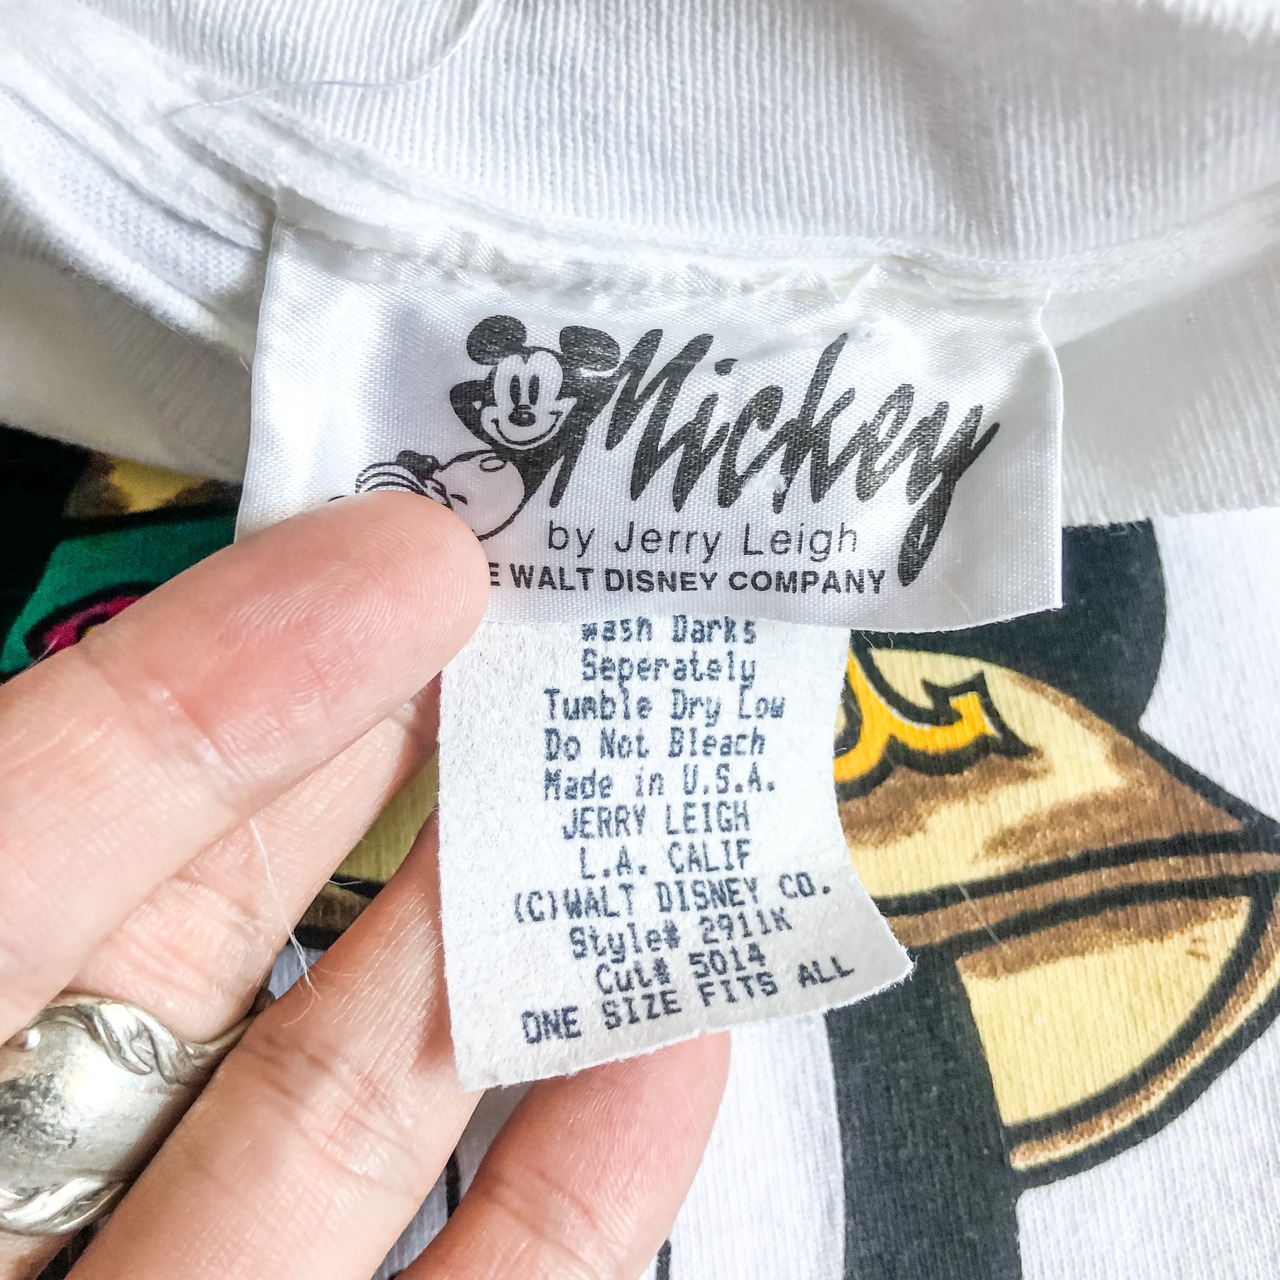 Mickey
by Jerry Leigh
E WALT DISNEY COMPANY
Wash Darks
Seperately
Tumble Dry Low
Do Not Bleach
Made in U.S.A.
JERRY LEIGH
L.A. CALIF
(C)WALT DISNEY CO.
Style# 2911K
Cut# 5014
ONE SIZE FITS ALL